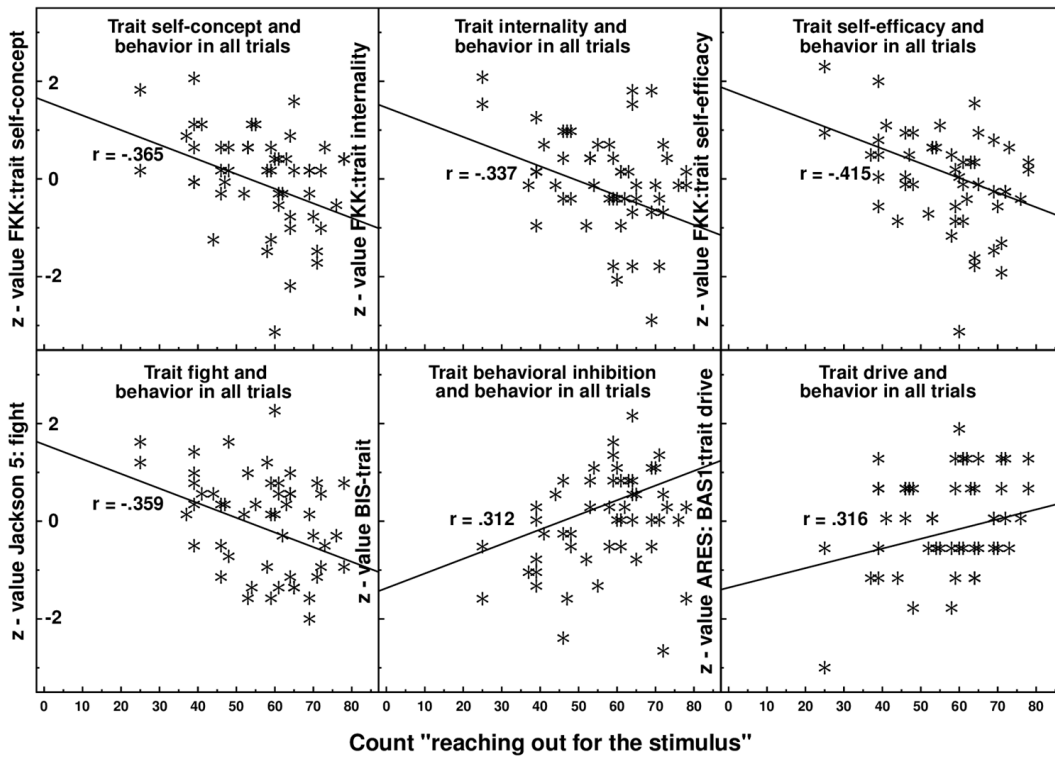 Trait self-concept and
behavior in all trials
z - value FKK:trait self-concept
2
0
-2
r = -.365
Trait internality and
behavior in all trials
z - value FKK:trait internality
r = -.337
Trait self-efficacy and
behavior in all trials
z - value FKK:trait self-efficacy
r = -.415
Trait fight and
behavior in all trials
z - value Jackson 5: fight
2
0
-2
r = -.359
Trait behavioral inhibition
and behavior in all trials
z - value BIS-trait
r = .312
Trait drive and
behavior in all trials
z - value ARES: BAS1:trait drive
r = .316
0 10 20 30 40 50 60 70 80
0 10 20 30 40 50 60 70 80
0 10 20 30 40 50 60 70 80
Count "reaching out for the stimulus"